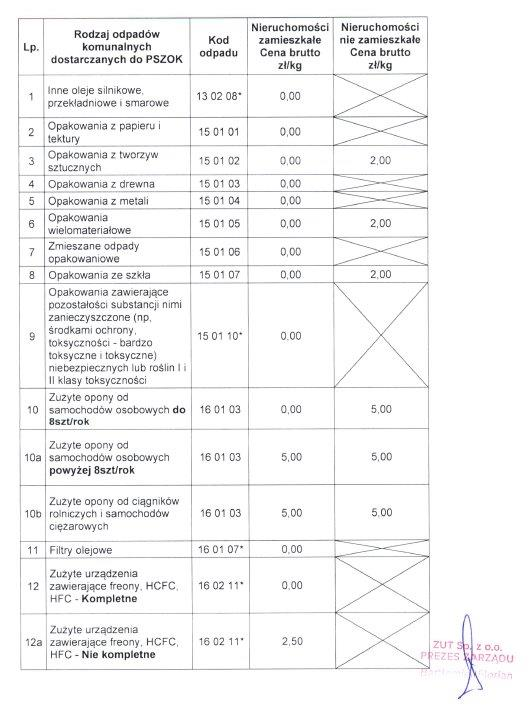 Lp.
Rodzaj odpadów
komunalnych
dostarczanych do PSZOK
Kod
odpadu
Nieruchomości
zamieszkałe
Cena brutto
zł/kg
Nieruchomości
nie zamieszkałe
Cena brutto
zł/kg
1
Inne oleje silnikowe,
przekładniowe i smarowe
13 02 08*
0,00
2
Opakowania z papieru i
tektury
15 01 01
0,00
3
Opakowania z tworzyw
sztucznych
15 01 02
0,00
2,00
4
Opakowania z drewna
15 01 03
0,00
5
Opakowania z metali
15 01 04
0,00
6
Opakowania
wielomateriałowe
15 01 05
0,00
2,00
7
Zmieszane odpady
opakowaniowe
15 01 06
0,00
8
Opakowania ze szkła
15 01 07
0,00
2,00
9
Opakowania zawierające
pozostałości substancji nimi
zanieczyszczone (np,
środkami ochrony,
toksyczności - bardzo
toksyczne i toksyczne)
niebezpiecznych lub roślin I i
II klasy toksyczności
15 01 10*
0,00
10
Zużyte opony od
samochodów osobowych do
8szt/rok
16 01 03
0,00
5,00
10a
Zużyte opony od
samochodów osobowych
powyżej 8szt/rok
16 01 03
5,00
5,00
10b
Zużyte opony od ciągników
rolniczych i samochodów
ciężarowych
16 01 03
5,00
5,00
11
Filtry olejowe
16 01 07*
0,00
12
Zużyte urządzenia
zawierające freony, HCFC,
HFC - Kompletne
16 02 11*
0,00
12a
Zużyte urządzenia
zawierające freony, HCFC,
HFC - Nie kompletne
16 02 11*
2,50
ZUT Sp. z o.o.
PREZES ZARZĄDU